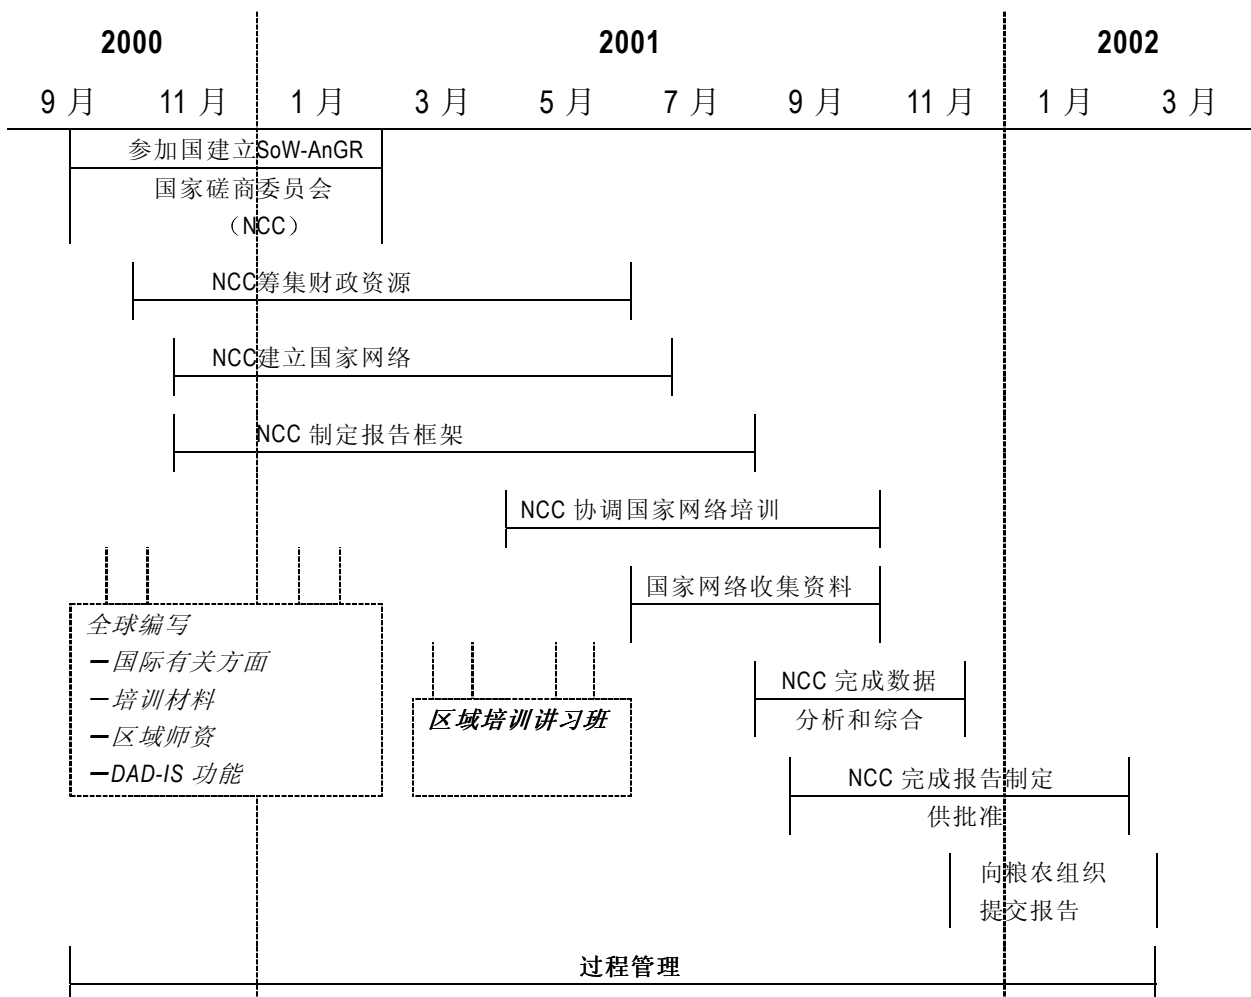 2000 2001 2002
9 月 11 月 1 月 3 月 5 月 7 月 9 月 11 月 1 月 3 月
参加国建立SoW-AnGR
国家磋商委员会
（NCC）
NCC筹集财政资源
NCC建立国家网络
NCC 制定报告框架
NCC 协调国家网络培训
国家网络收集资料
全球编写
—国际有关方面
—培训材料
—区域师资
—DAD-IS 功能
区域培训讲习班
NCC 完成数据
分析和综合
NCC 完成报告制定
供批准
向粮农组织
提交报告
过程管理